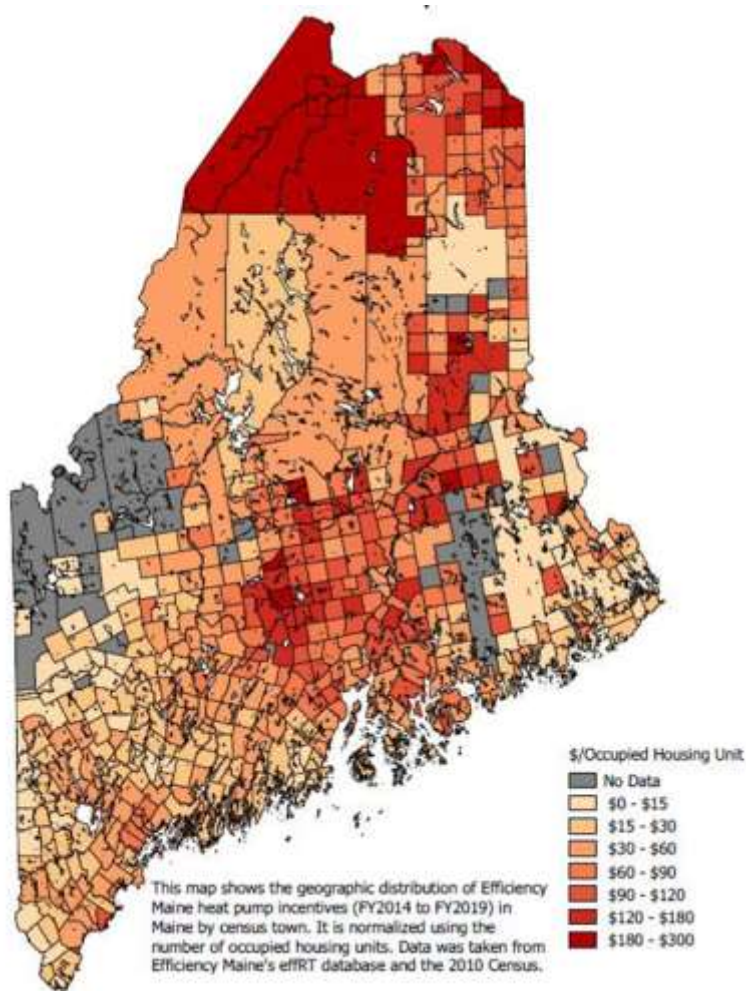 $/Occupied Housing Unit
No Data
$0 - $15
$15 - $30
$30 - $60
$60 - $90
$90 - $120
$120 - $180
$180 - $300
This map shows the geographic distribution of Efficiency
Maine heat pump incentives (FY2014 to FY2019) in
Maine by census town. It is normalized using the
number of occupied housing units. Data was taken from
Efficiency Maine's effRT database and the 2010 Census.